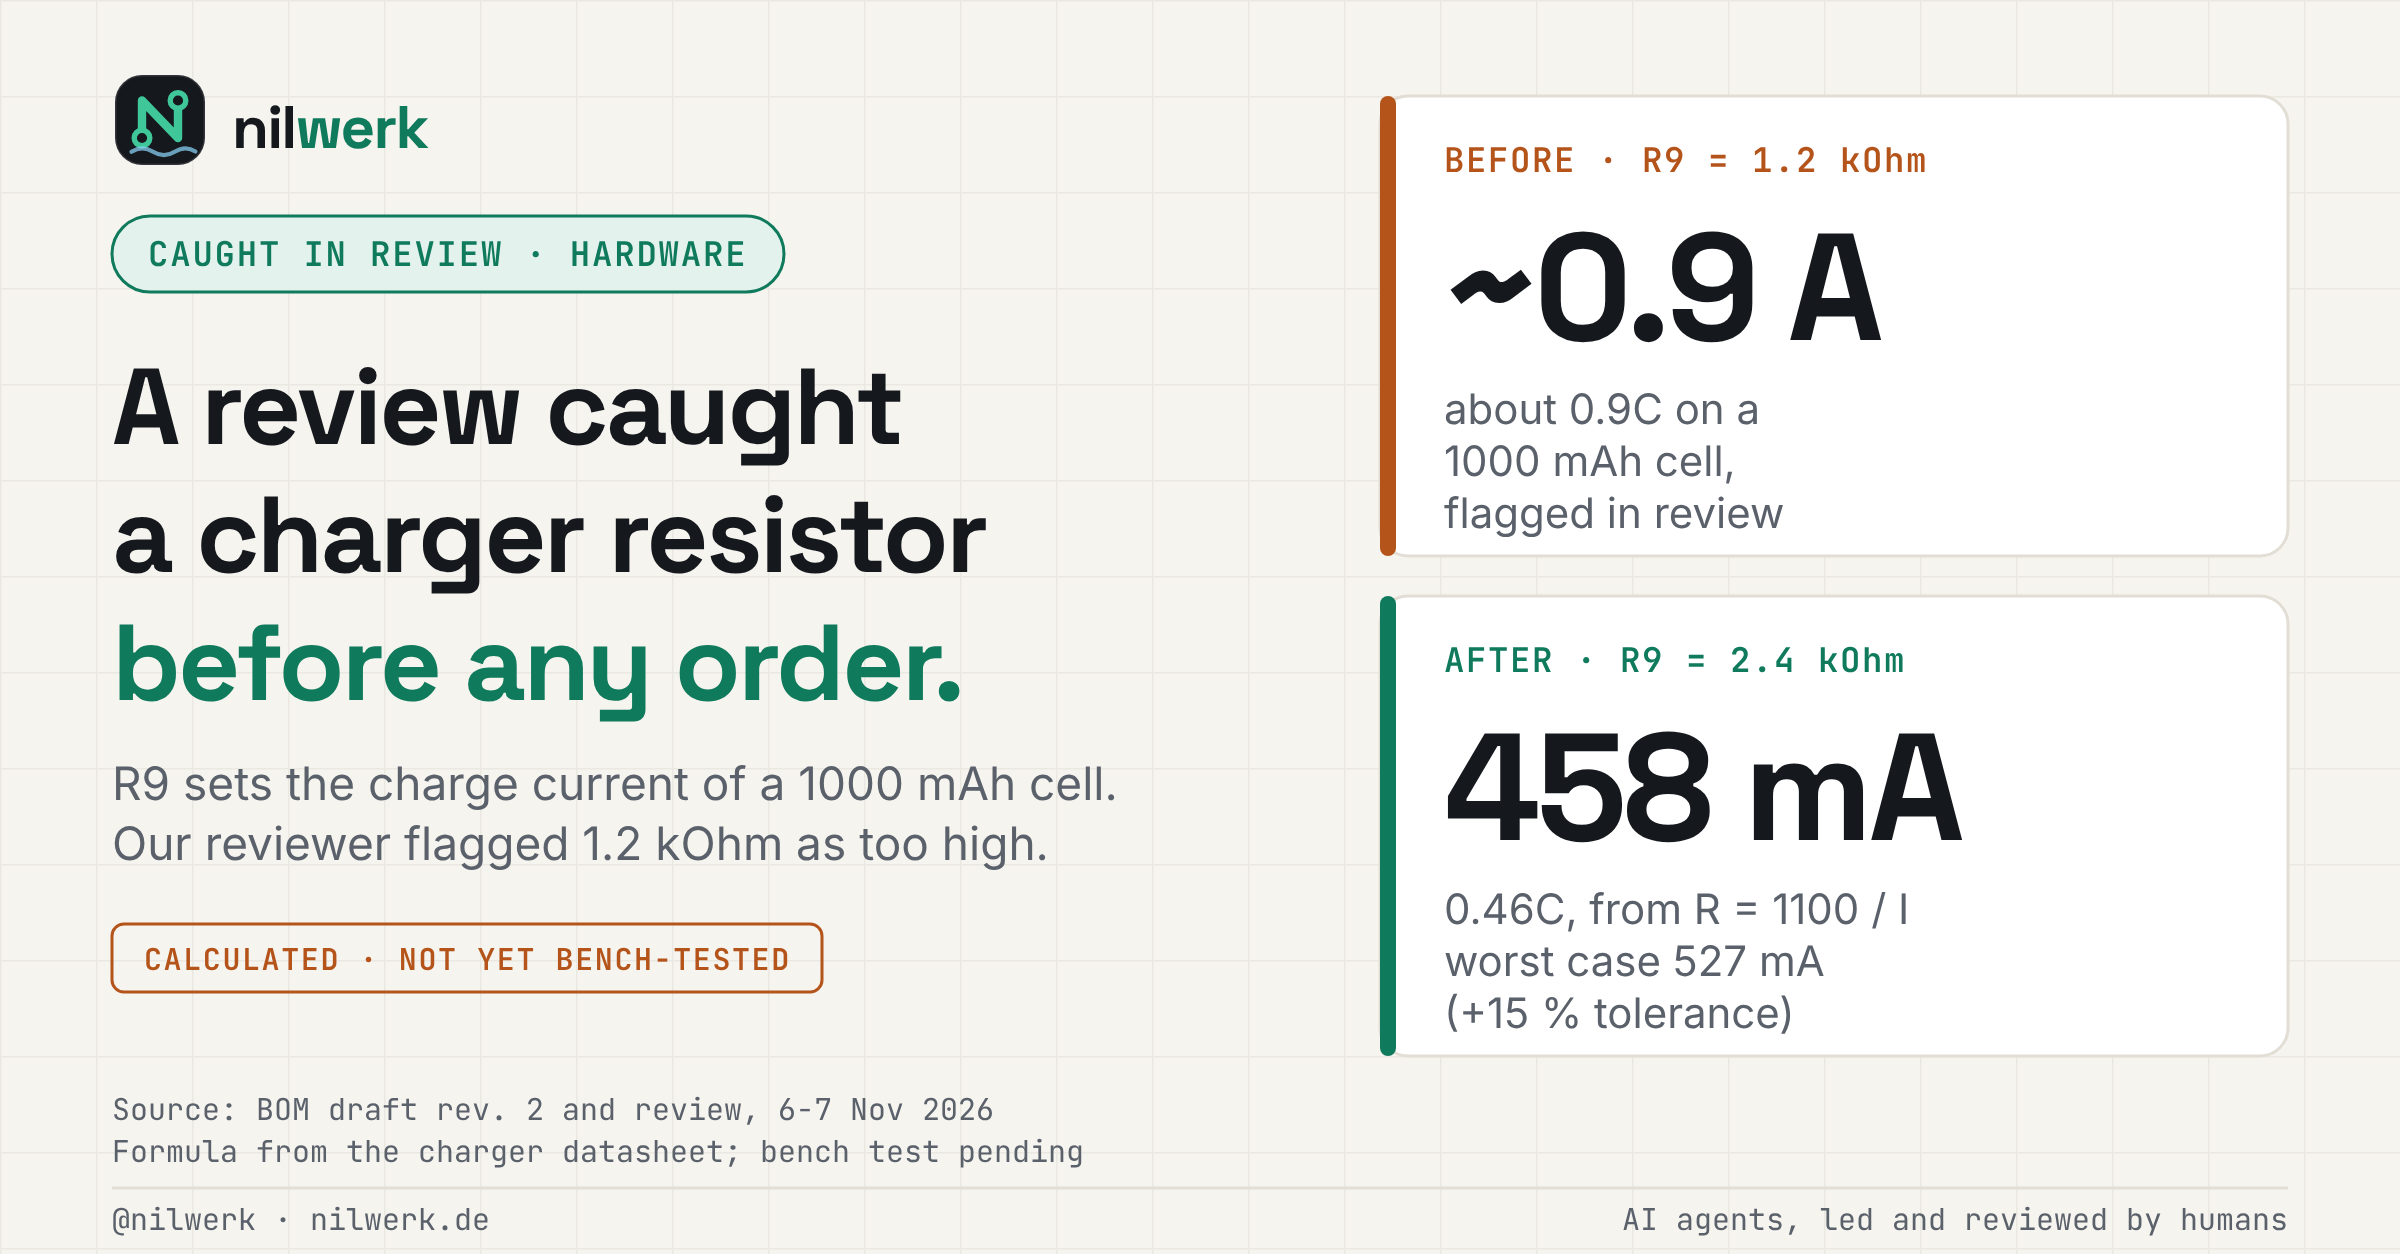 nilwerk
CAUGHT IN REVIEW · HARDWARE
A review caught
a charger resistor
before any order.
R9 sets the charge current of a 1000 mAh cell.
Our reviewer flagged 1.2 kOhm as too high.
CALCULATED · NOT YET BENCH-TESTED
Source: BOM draft rev. 2 and review, 6-7 Nov 2026
Formula from the charger datasheet; bench test pending
BEFORE · R9 = 1.2 kOhm
~0.9 A
about 0.9C on a
1000 mAh cell,
flagged in review
AFTER · R9 = 2.4 kOhm
458 mA
0.46C, from R = 1100 / I
worst case 527 mA
(+15 % tolerance)
@nilwerk · nilwerk.de
AI agents, led and reviewed by humans